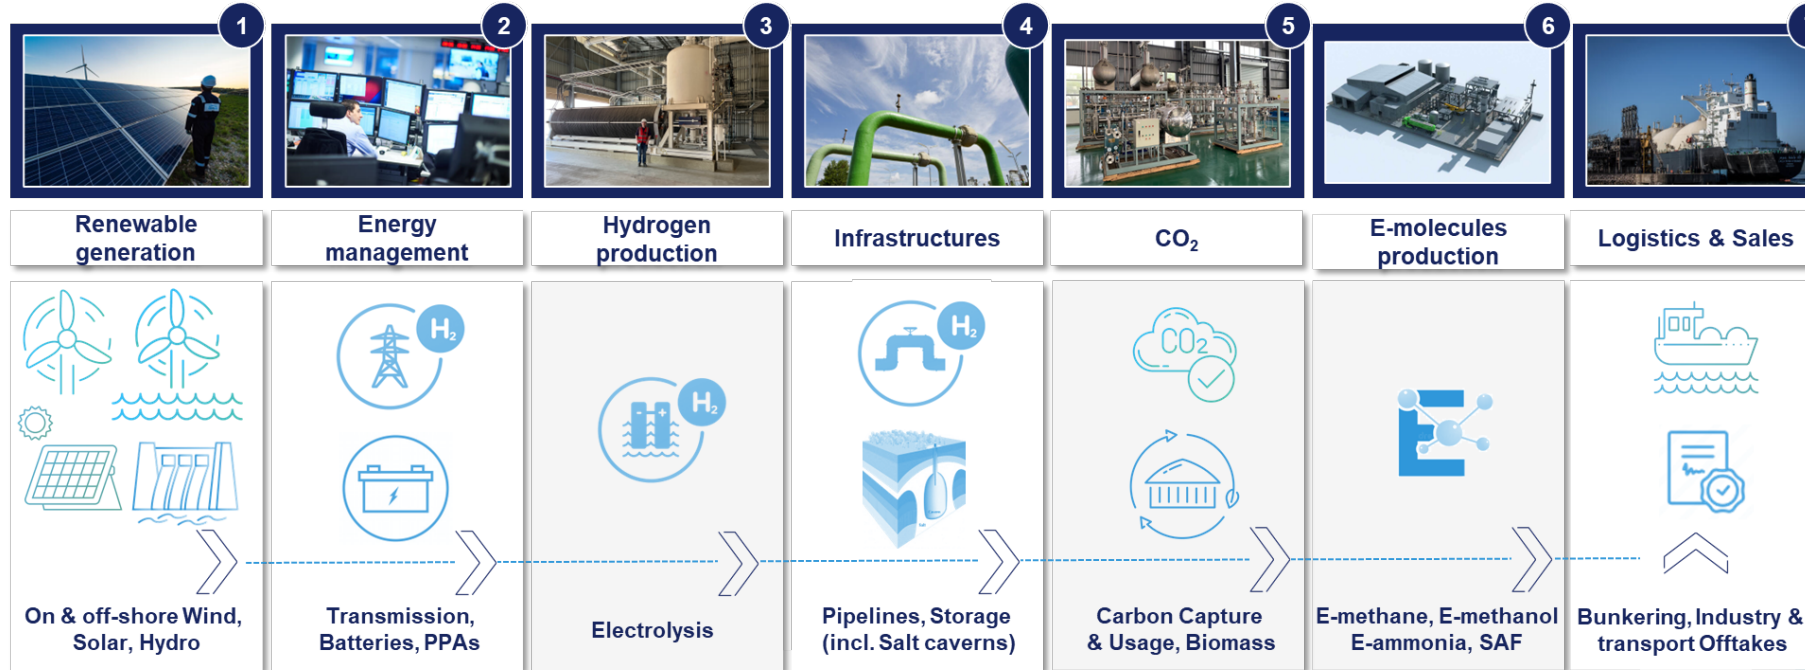 1
2
3
4
5
6
Renewable
generation
Energy
management
Hydrogen
production
Infrastructures
CO₂
E-molecules
production
Logistics & Sales
H₂
H₂
H₂
CO₂
E
On & off-shore Wind,
Solar, Hydro
Transmission,
Batteries, PPAs
Electrolysis
Pipelines, Storage
(incl. Salt caverns)
Carbon Capture
& Usage, Biomass
E-methane, E-methanol
E-ammonia, SAF
Bunkering, Industry &
transport Offtakes